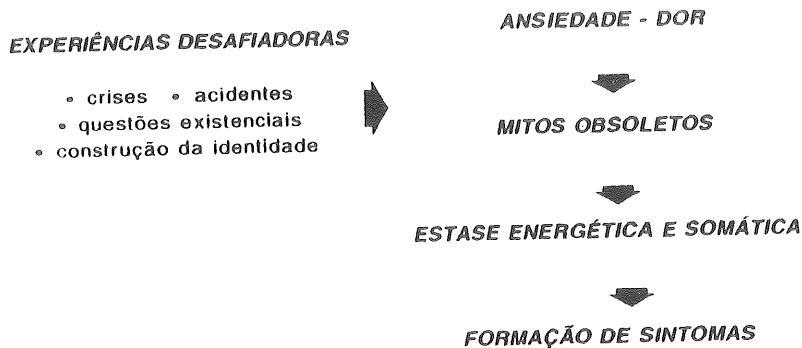 EXPERIÊNCIAS DESAFIADORAS
• crises • acidentes
• questões existenciais
• construção da identidade
ANSIEDADE - DOR
MITOS OBSOLETOS
ESTASE ENERGÉTICA E SOMÁTICA
FORMAÇÃO DE SINTOMAS